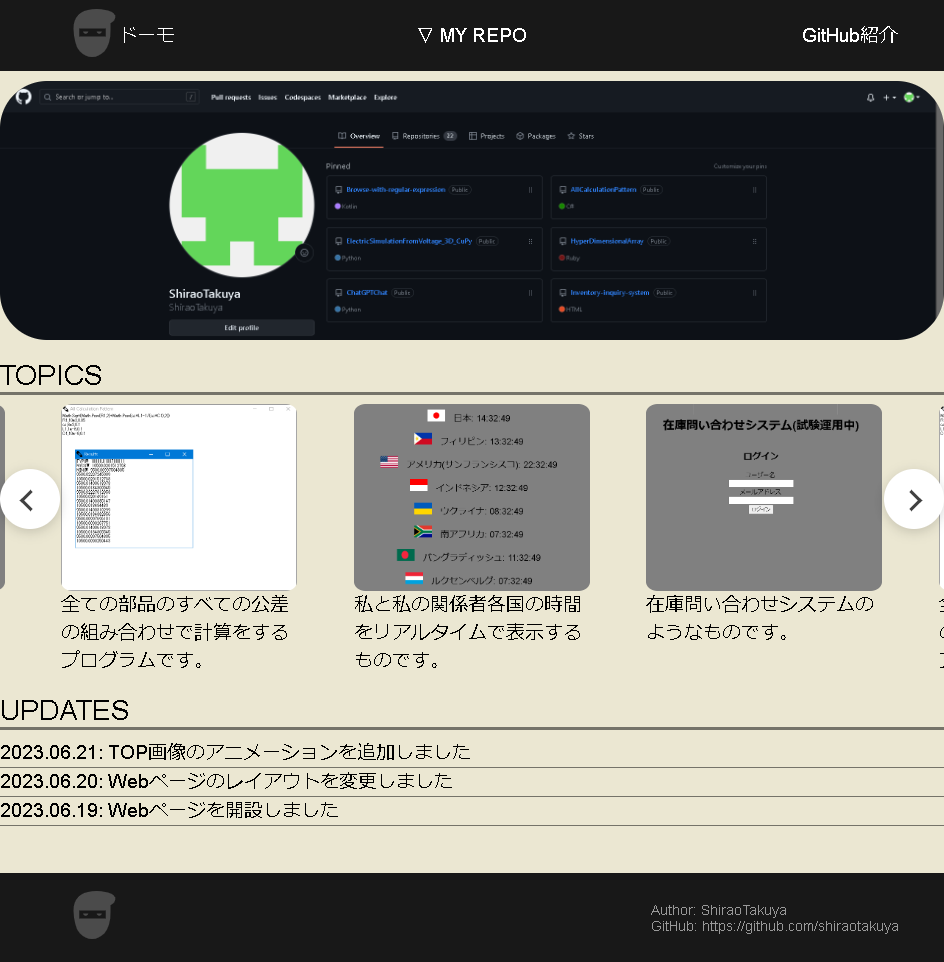 ドーモ
▽ MY REPO
GitHub紹介
Search or jump to...
/
Pull requests Issues Codespaces Marketplace Explore
Overview Repositories 22 Projects Packages Stars
Pinned
Customize your pins
Browse-with-regular-expression Public
Kotlin
AllCalculationPattern Public
C#
ElectricSimulationFromVoltage_3D_CuPy Public
Python
HyperDimensionalArray Public
Ruby
ChatGPTChat Public
Python
Inventory-inquiry-system Public
HTML
ShiraoTakuya
ShiraoTakuya
Edit profile
TOPICS
All Calculation Pattern
全ての部品のすべての公差
の組み合わせで計算をする
プログラムです。
日本: 14:32:49
フィリピン: 13:32:49
アメリカ(サンフランシスコ): 22:32:49
インドネシア: 12:32:49
ウクライナ: 08:32:49
南アフリカ: 07:32:49
バングラディッシュ: 11:32:49
ルクセンベルグ: 07:32:49
私と私の関係者各国の時間
をリアルタイムで表示する
ものです。
在庫問い合わせシステム(試験運用中)
ログイン
ユーザー名
メールアドレス
ログイン
在庫問い合わせシステムの
ようなものです。
UPDATES
2023.06.21: TOP画像のアニメーションを追加しました
2023.06.20: Webページのレイアウトを変更しました
2023.06.19: Webページを開設しました
Author: ShiraoTakuya
GitHub: https://github.com/shiraotakuya